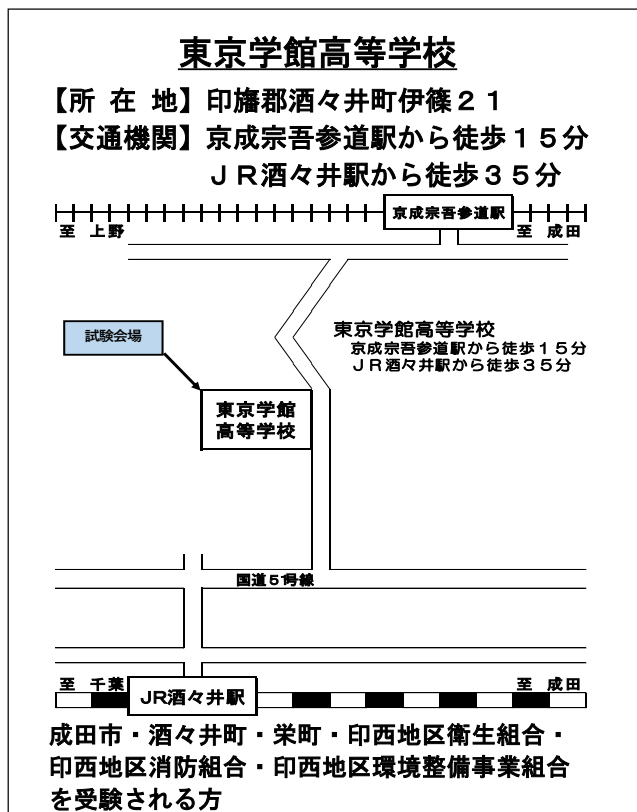 東京学館高等学校
【所 在 地】印旛郡酒々井町伊篠２１
【交通機関】京成宗吾参道駅から徒歩１５分
ＪＲ酒々井駅から徒歩３５分
京成宗吾参道駅
至 上野
至 成田
試験会場
東京学館高等学校
京成宗吾参道駅から徒歩１５分
ＪＲ酒々井駅から徒歩３５分
東京学館
高等学校
国道５１号線
至 千葉
至 成田
JR酒々井駅
成田市・酒々井町・栄町・印西地区衛生組合・
印西地区消防組合・印西地区環境整備事業組合
を受験される方